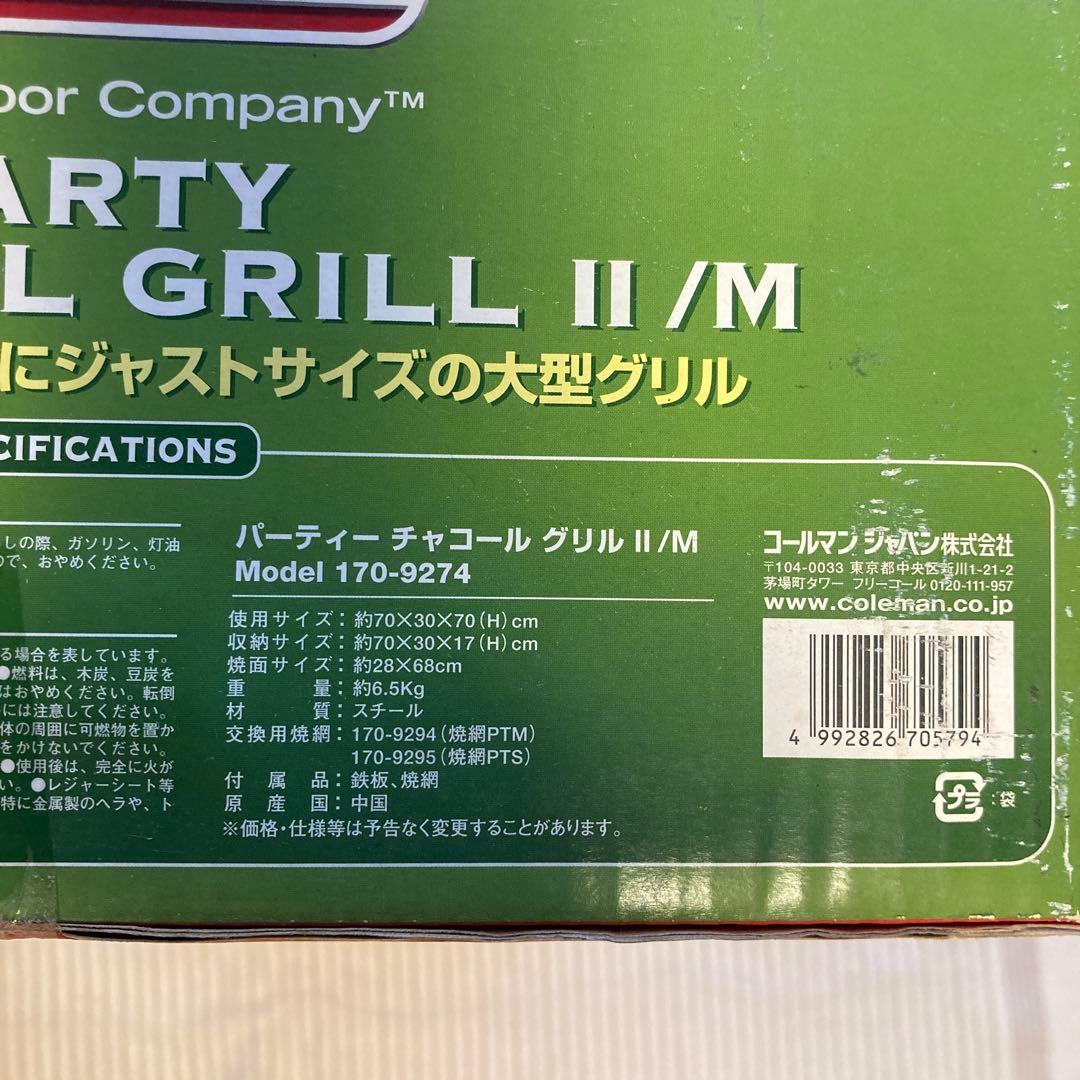 oor Company™
ARTY
L GRILL II /M
にジャストサイズの大型グリル
CIFICATIONS
しの際、ガソリン、灯油
ので、おやめください。
る場合を表しています。
●燃料は、木炭、豆炭を
はおやめください。転倒
には注意してください。
体の周囲に可燃物を置か
をかけないでください。
●使用後は、完全に火が
い。●レジャーシート等
特に金属製のヘラや、ト
パーティー チャコール グリル II/M
Model 170-9274
使用サイズ：約70×30×70(H)cm
収納サイズ：約70×30×17(H)cm
焼面サイズ：約28×68cm
重量：約6.5Kg
材質：スチール
交換用焼網：170-9294(焼網PTM)
170-9295(焼網PTS)
付属品：鉄板、焼網
原産国：中国
※価格・仕様等は予告なく変更することがあります。
コールマン ジャパン株式会社
〒104-0033 東京都中央区新川1-21-2
茅場町タワー フリーコール 0120-111-957
www.coleman.co.jp
4 992826 705794
プラ :袋